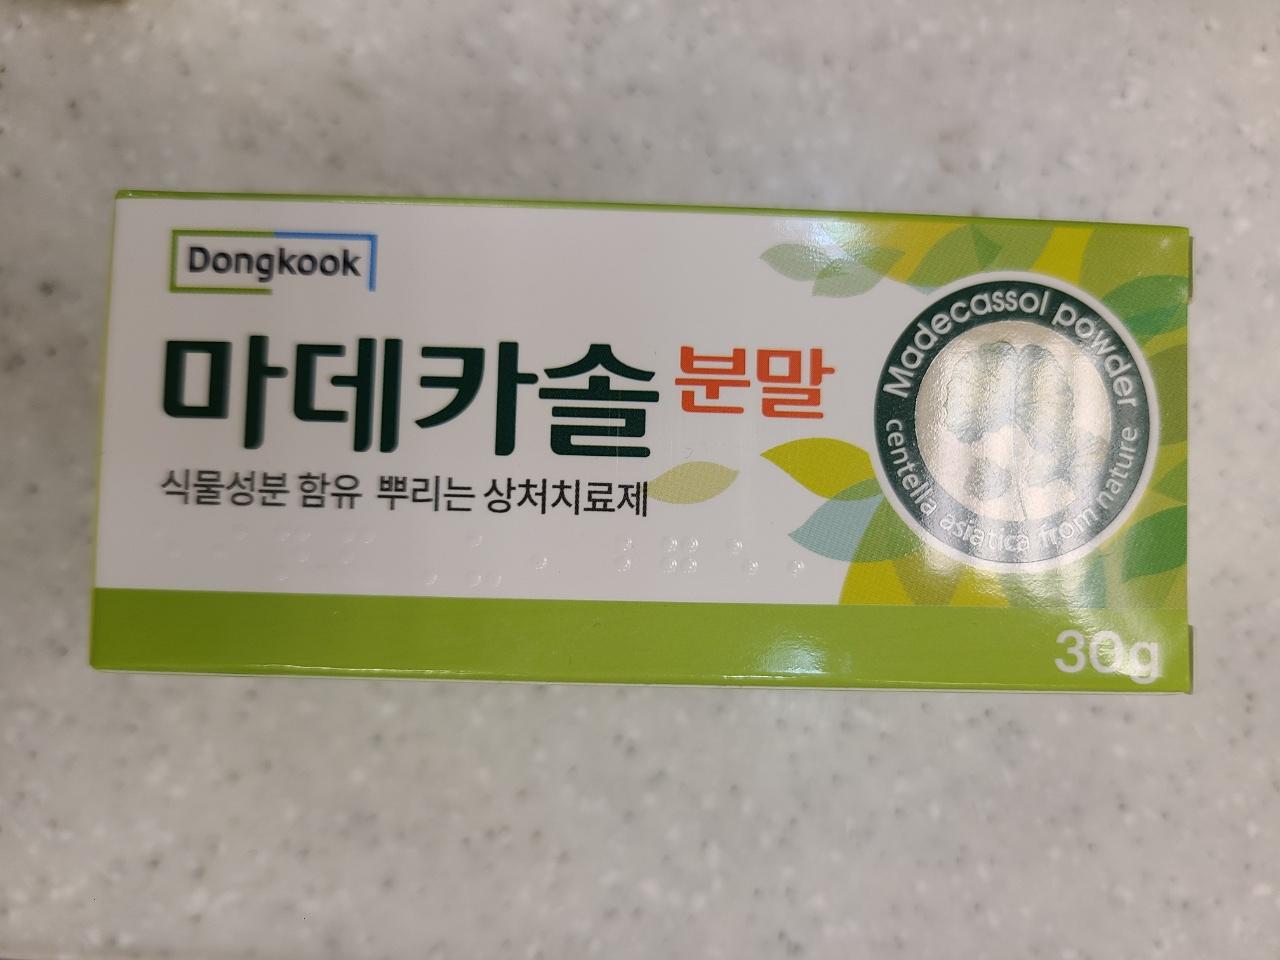 Dongkook
마데카솔 분말
식물성분 함유 뿌리는 상처치료제
Madecassol powder
centella asiatica from nature
30g